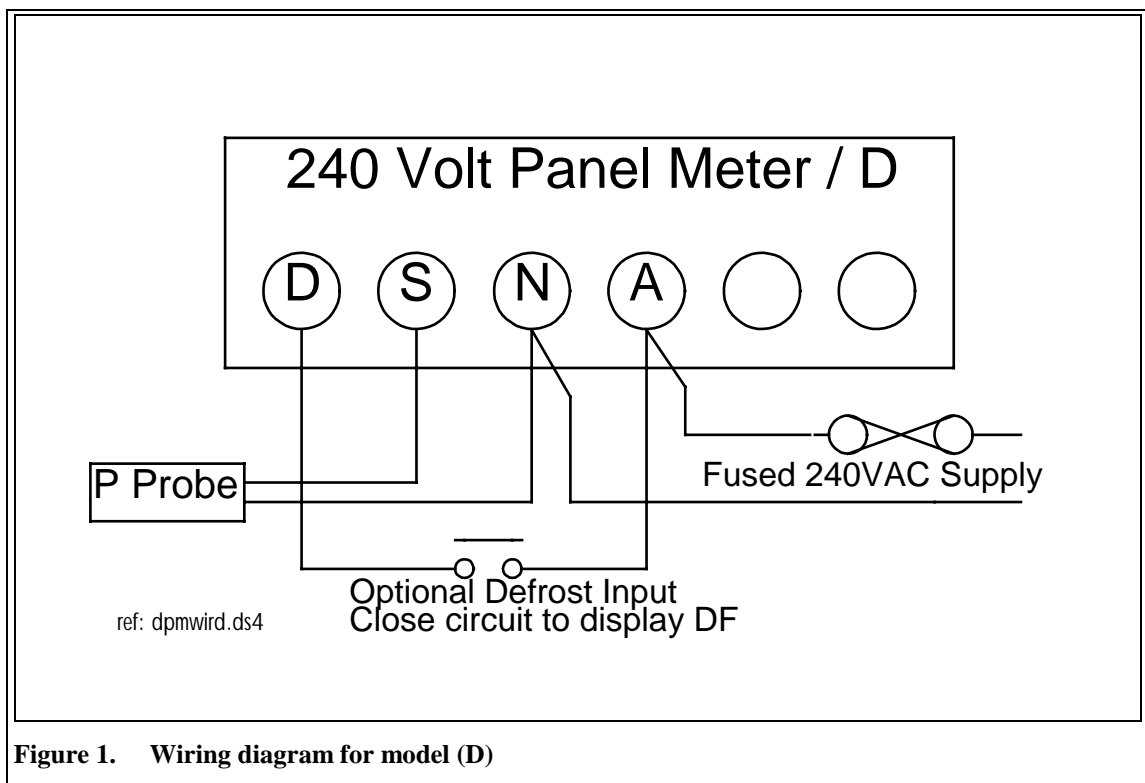 240 Volt Panel Meter / D
D S N A
P Probe
Fused 240VAC Supply
Optional Defrost Input
Close circuit to display DF
ref: dpmwird.ds4
Figure 1. Wiring diagram for model (D)